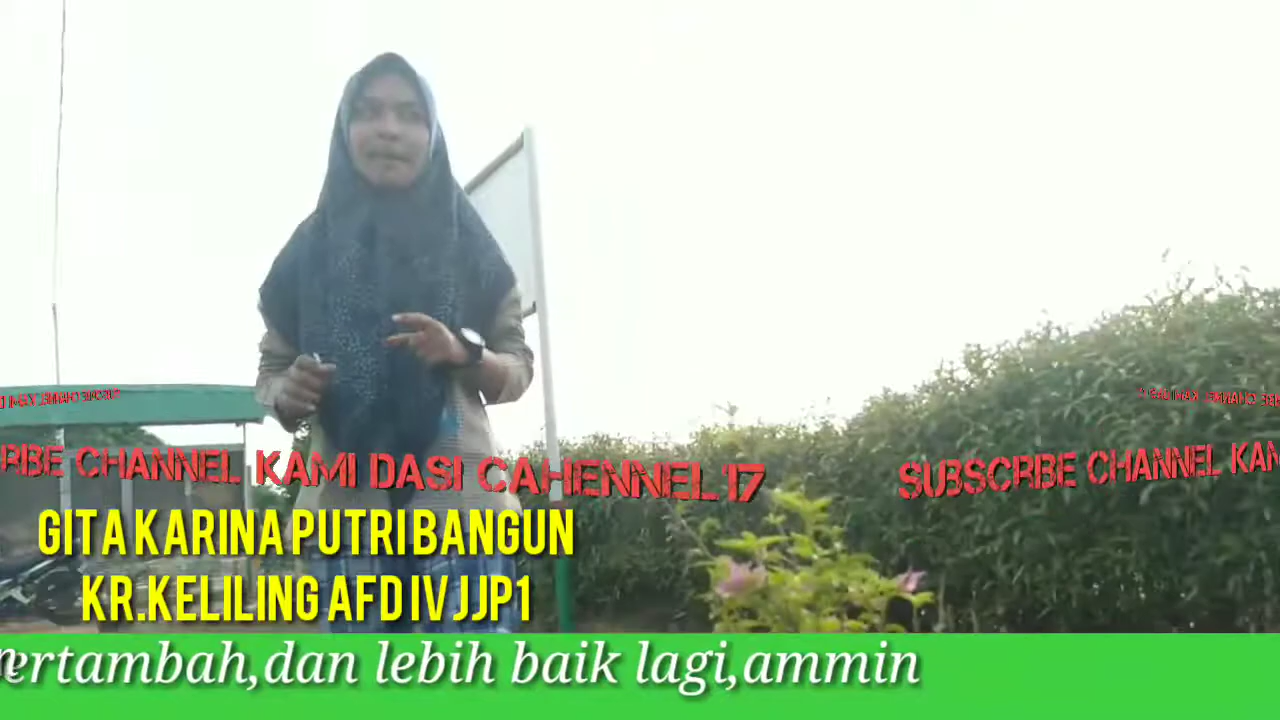 RBE CHANNEL KAMI DASI CAHENNEL'17
SUBSCRBE CHANNEL KAM
GITA KARINA PUTRI BANGUN
KR.KELILING AFD IV JJP1
ertambah,dan lebih baik lagi,ammin